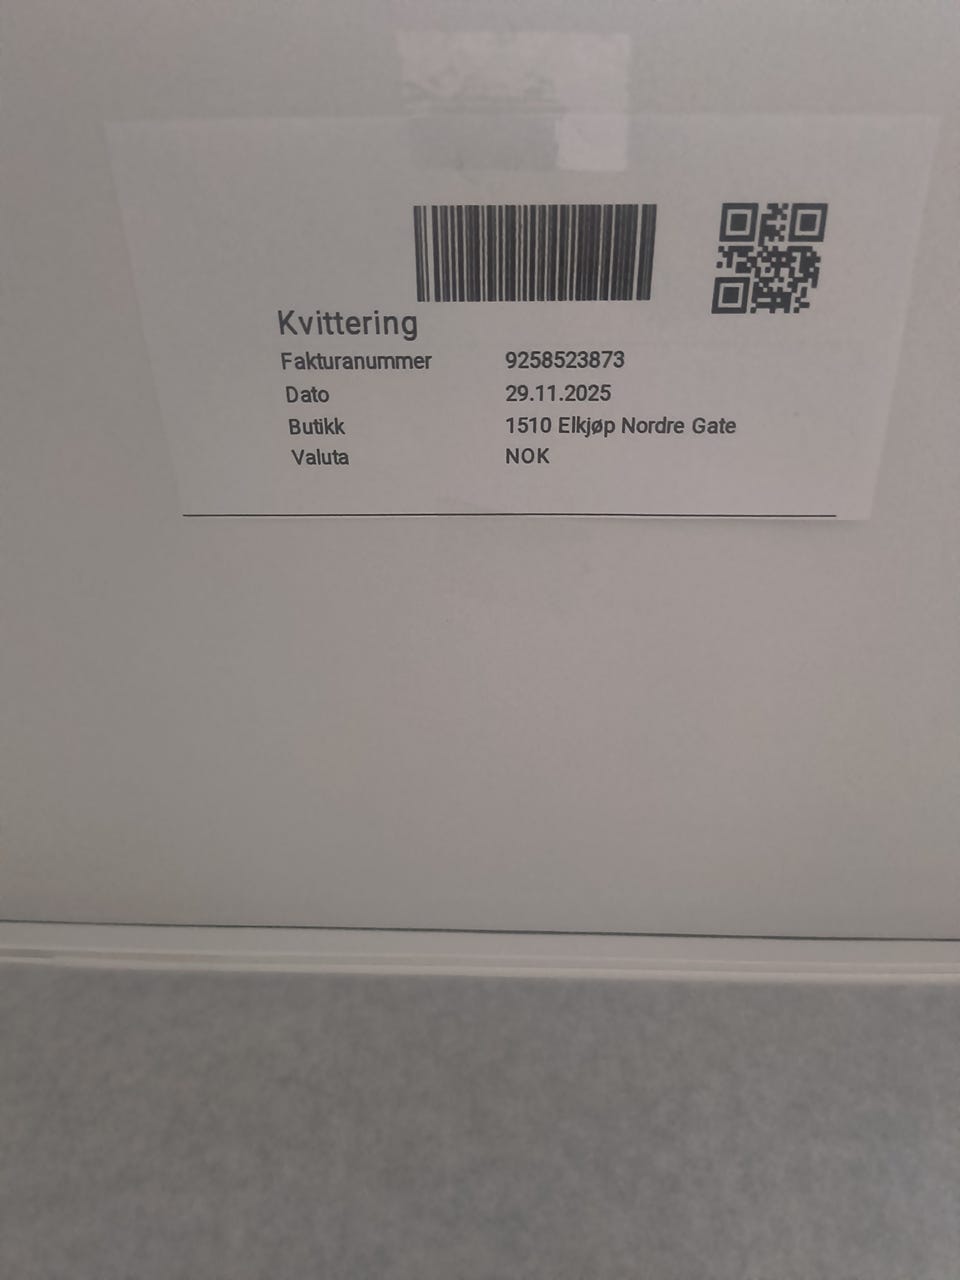 Kvittering
Fakturanummer 9258523873
Dato 29.11.2025
Butikk 1510 Elkjøp Nordre Gate
Valuta NOK